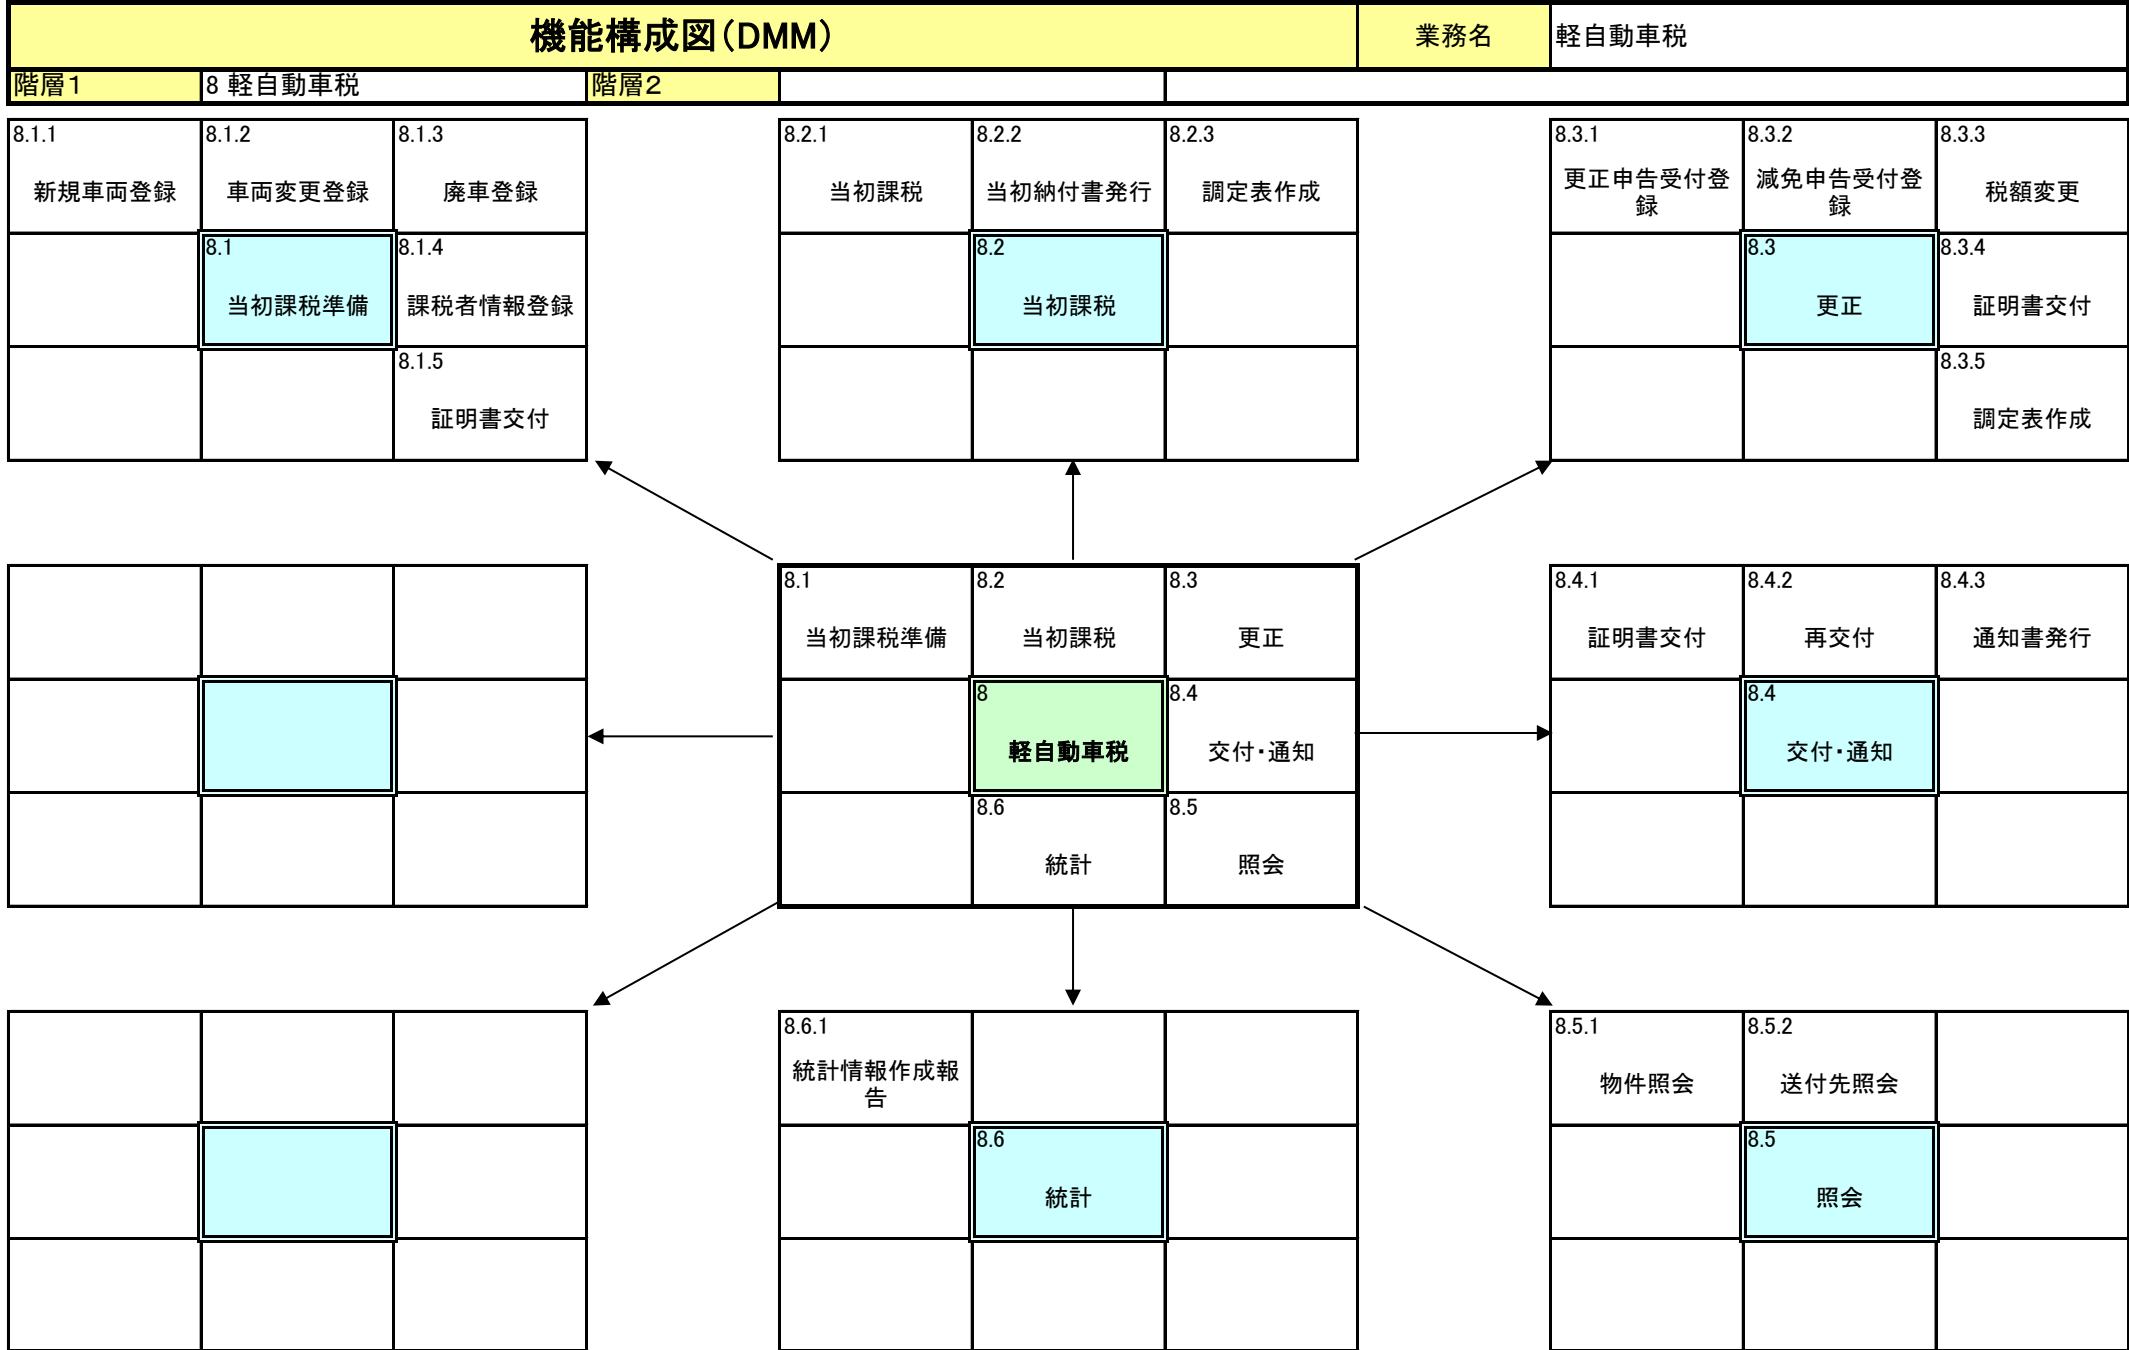 機能構成図(DMM)
業務名
軽自動車税
階層1
8 軽自動車税
階層2
8.1.1
新規車両登録
8.1.2
車両変更登録
8.1.3
廃車登録
8.1
当初課税準備
8.1.4
課税者情報登録
8.1.5
証明書交付
8.2.1
当初課税
8.2.2
当初納付書発行
8.2.3
調定表作成
8.2
当初課税
8.3.1
更正申告受付登
録
8.3.2
減免申告受付登
録
8.3.3
税額変更
8.3
更正
8.3.4
証明書交付
8.3.5
調定表作成
8.1
当初課税準備
8.2
当初課税
8.3
更正
8
軽自動車税
8.4
交付・通知
8.6
統計
8.5
照会
8.4.1
証明書交付
8.4.2
再交付
8.4.3
通知書発行
8.4
交付・通知
8.6.1
統計情報作成報
告
8.6
統計
8.5.1
物件照会
8.5.2
送付先照会
8.5
照会